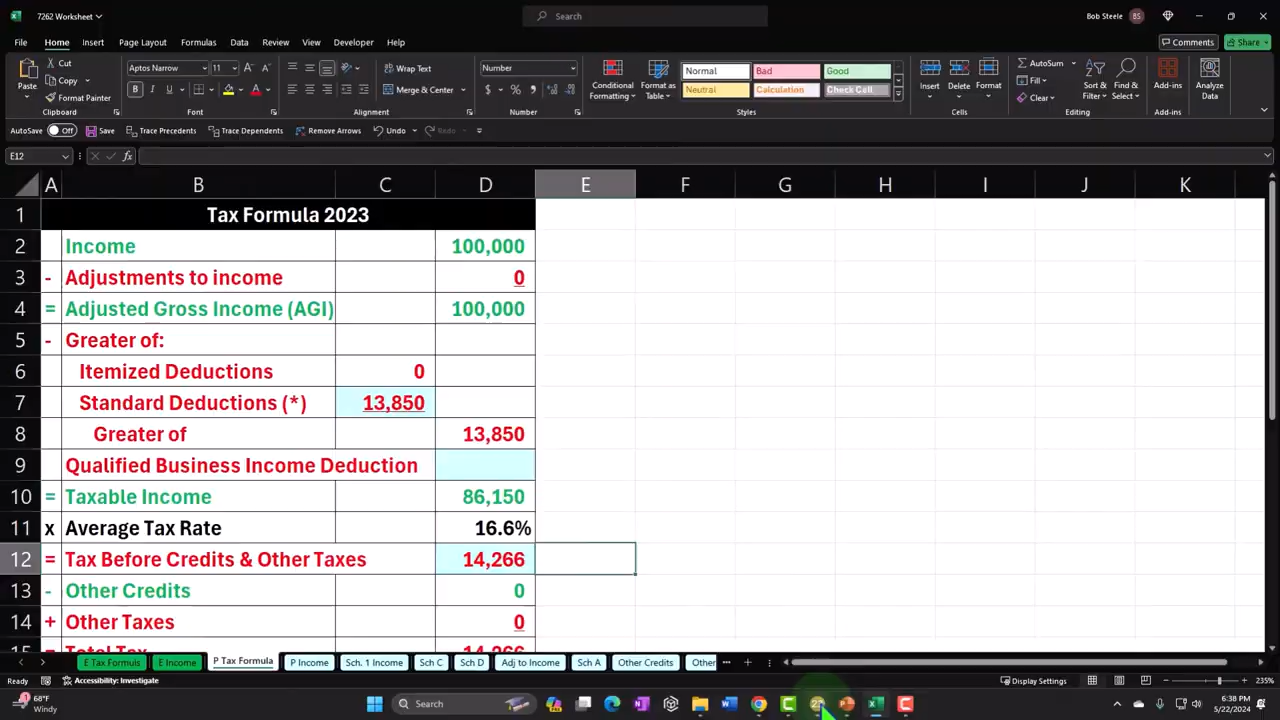 7262 Worksheet
Search
Bob Steele BS
File Home Insert Page Layout Formulas Data Review View Developer Help
Comments Share
Paste
Cut
Copy
Format Painter
Clipboard
Aptos Narrow 11
B I U
Font
Wrap Text
Merge & Center
Alignment
Number
$ % ,
Number
Conditional Formatting
Format as Table
Normal Bad Good
Neutral Calculation Check Cell
Styles
Insert Delete Format
Cells
AutoSum
Fill
Clear
Sort & Filter
Find & Select
Editing
Add-ins
Add-ins
Analyze Data
AutoSave Off Save Trace Precedents Trace Dependents Remove Arrows Undo Redo
E12 fx
A B C D E F G H I J K
1 Tax Formula 2023
2 Income 100,000
3 - Adjustments to income 0
4 = Adjusted Gross Income (AGI) 100,000
5 - Greater of:
6 Itemized Deductions 0
7 Standard Deductions (*) 13,850
8 Greater of 13,850
9 Qualified Business Income Deduction
10 = Taxable Income 86,150
11 x Average Tax Rate 16.6%
12 = Tax Before Credits & Other Taxes 14,266
13 - Other Credits 0
14 + Other Taxes 0
15 = Total Tax 14,266
E Tax Formuls E Income P Tax Formula P Income Sch. 1 Income Sch C Sch D Adj to Income Sch A Other Credits Other
Ready Accessibility: Investigate Display Settings 235%
68°F
Windy
Search
6:38 PM
5/22/2024